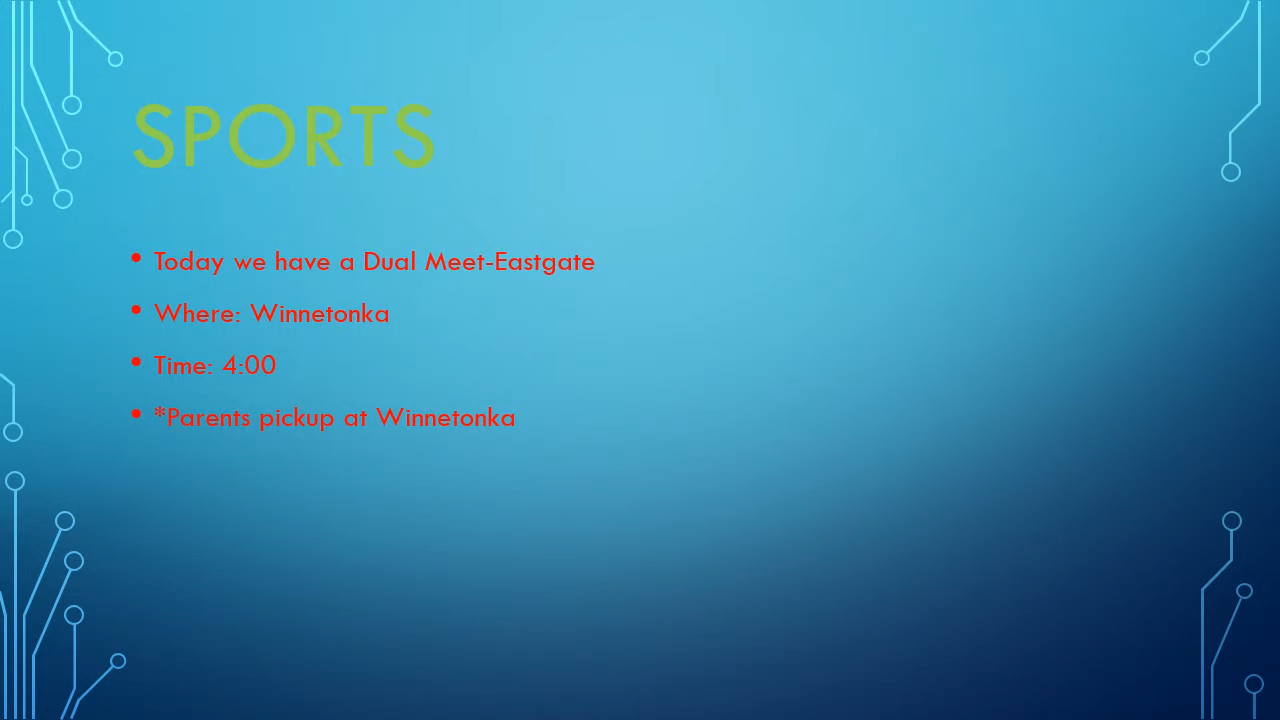 SPORTS
• Today we have a Dual Meet-Eastgate
• Where: Winnetonka
• Time: 4:00
• *Parents pickup at Winnetonka